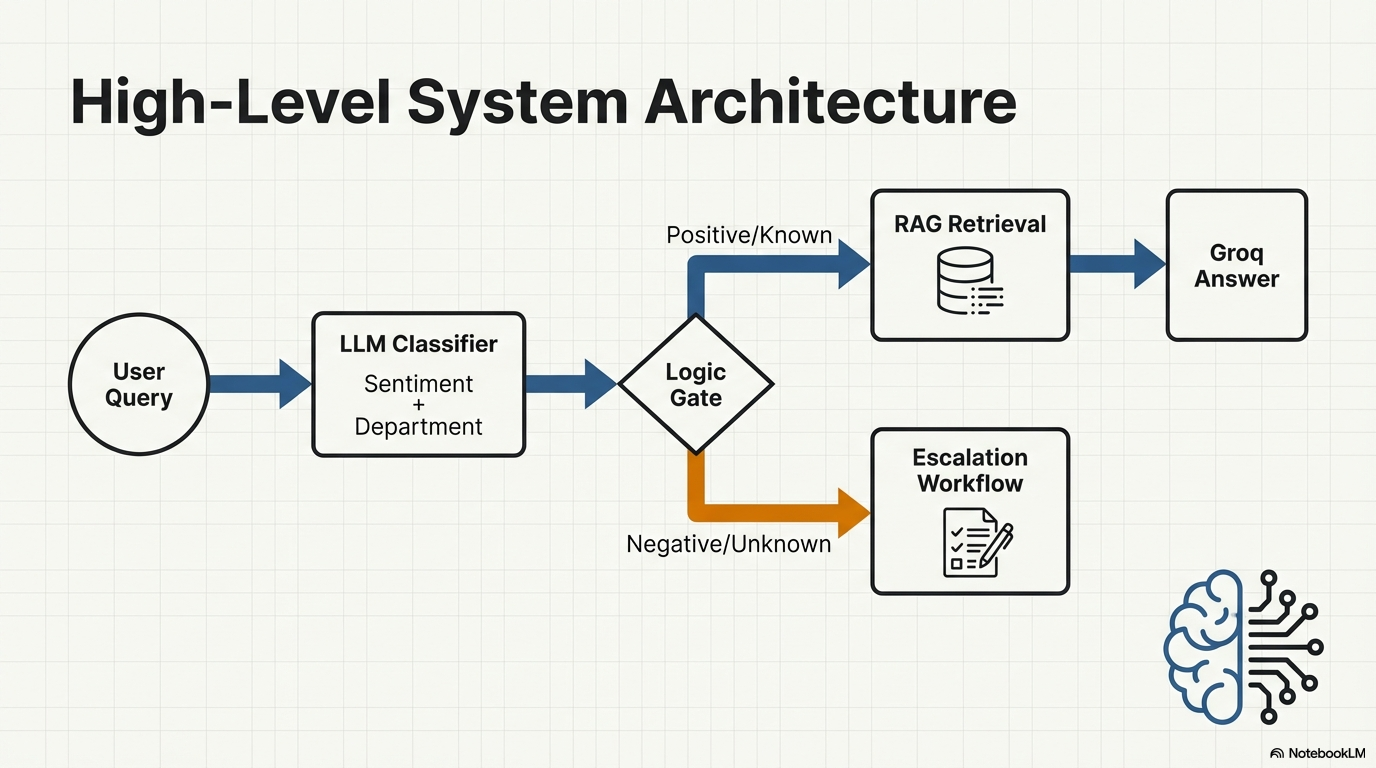 High-Level System Architecture
User
Query
LLM Classifier
Sentiment
+
Department
Logic
Gate
Positive/Known
RAG Retrieval
Groq
Answer
Negative/Unknown
Escalation
Workflow
NotebookLM